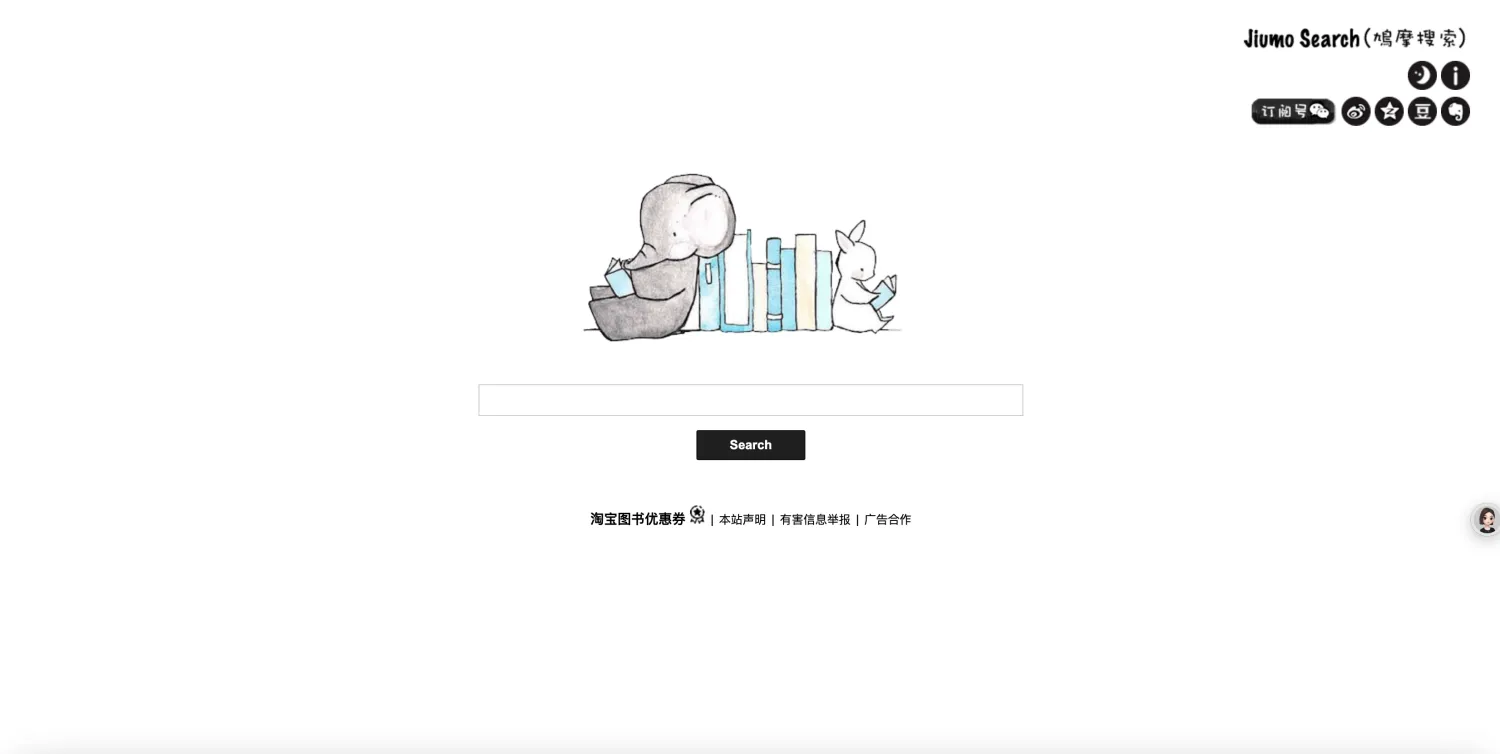 Jiumo Search(鸠摩搜索)
订阅号
豆
Search
淘宝图书优惠券 | 本站声明 | 有害信息举报 | 广告合作